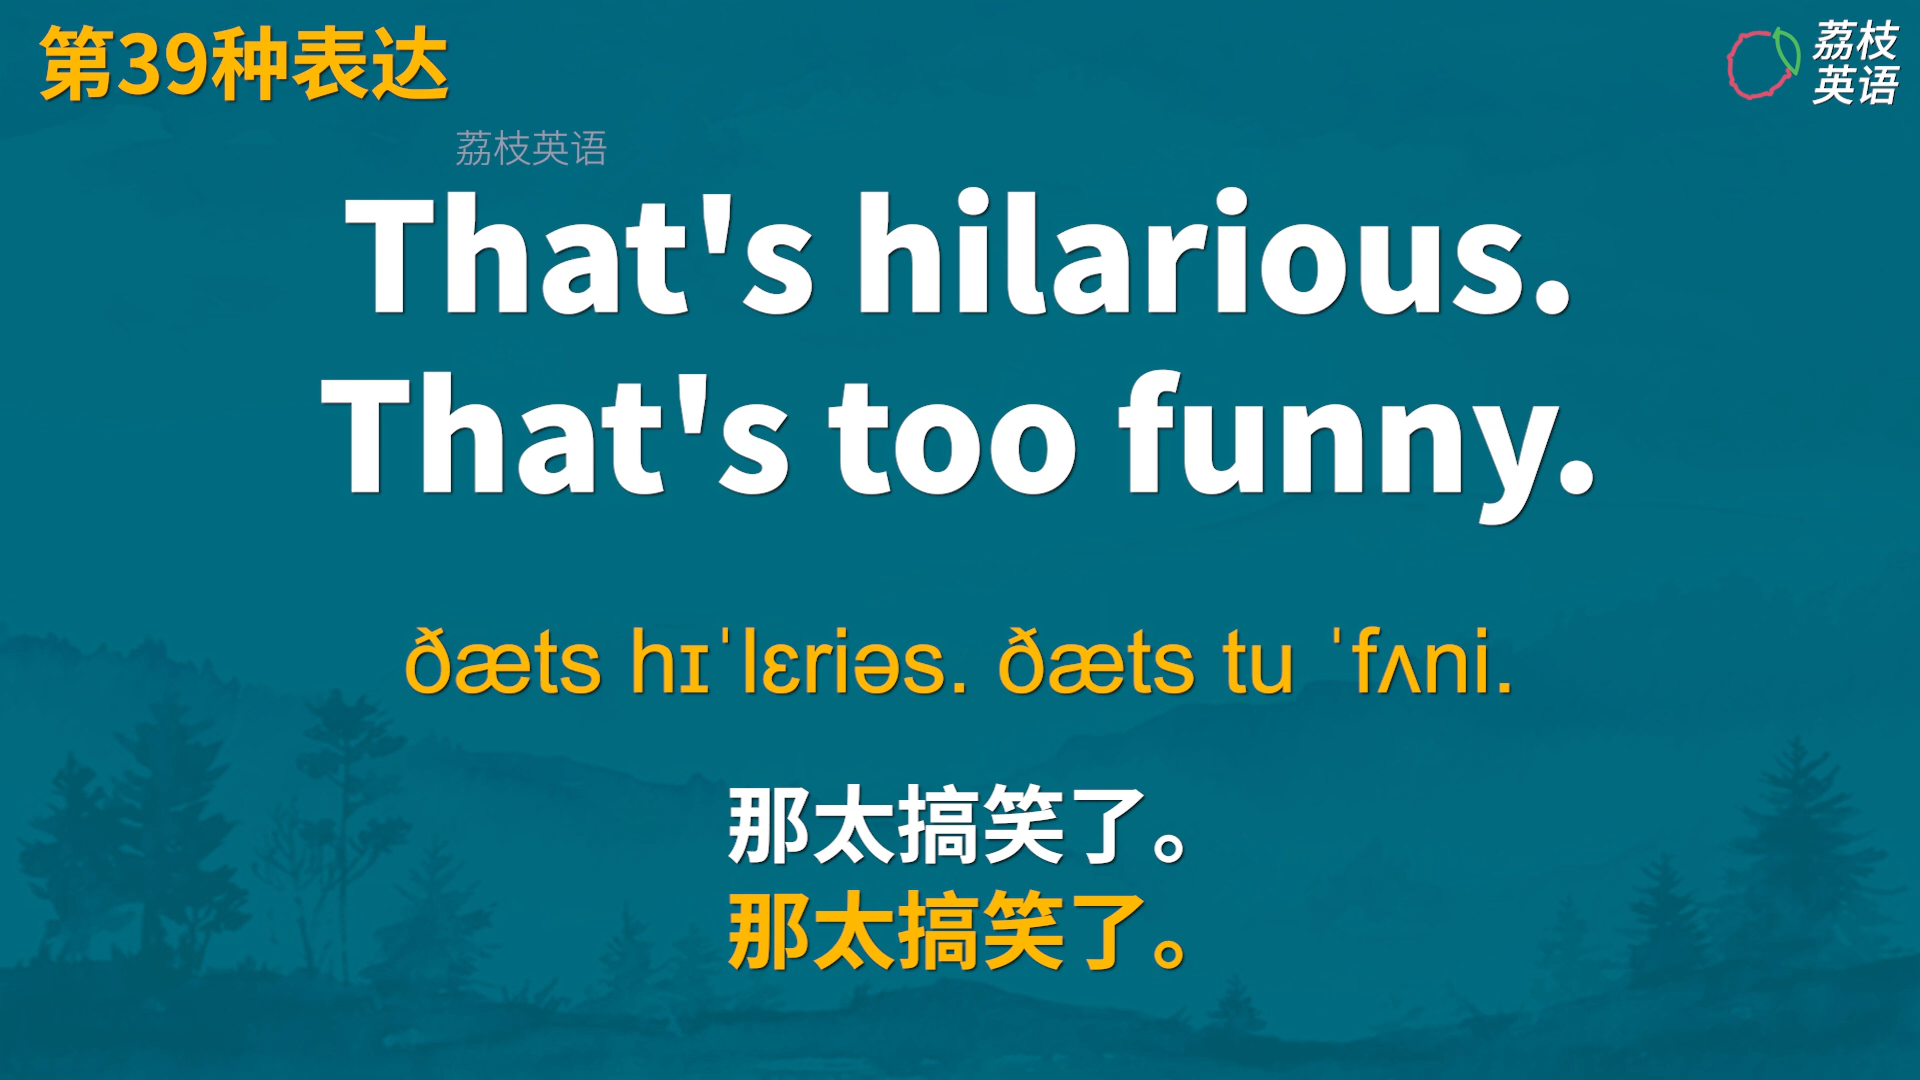 第39种表达
荔枝
英语
荔枝英语
That's hilarious.
That's too funny.
ðæts hɪˈlɛriəs. ðæts tu ˈfʌni.
那太搞笑了。
那太搞笑了。